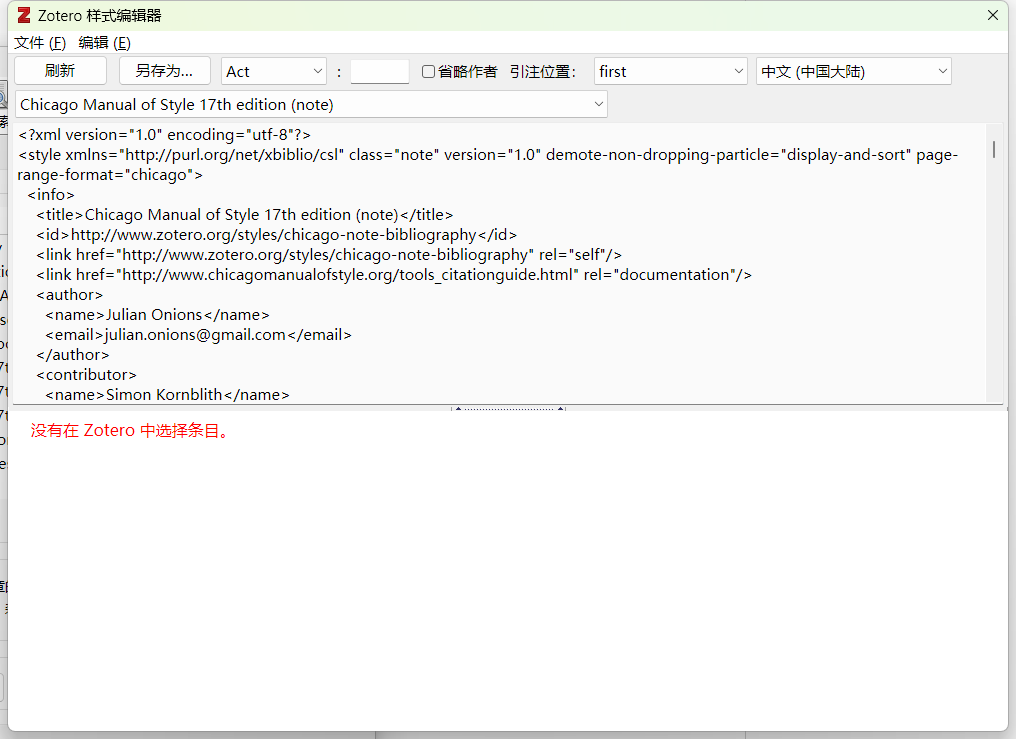 Zotero 样式编辑器
文件 (F) 编辑 (E)
刷新 另存为... Act : 省略作者 引注位置： first 中文 (中国大陆)
Chicago Manual of Style 17th edition (note)
<?xml version="1.0" encoding="utf-8"?>
<style xmlns="http://purl.org/net/xbiblio/csl" class="note" version="1.0" demote-non-dropping-particle="display-and-sort" page-
range-format="chicago">
<info>
<title>Chicago Manual of Style 17th edition (note)</title>
<id>http://www.zotero.org/styles/chicago-note-bibliography</id>
<link href="http://www.zotero.org/styles/chicago-note-bibliography" rel="self"/>
<link href="http://www.chicagomanualofstyle.org/tools_citationguide.html" rel="documentation"/>
<author>
<name>Julian Onions</name>
<email>julian.onions@gmail.com</email>
</author>
<contributor>
<name>Simon Kornblith</name>
没有在 Zotero 中选择条目。